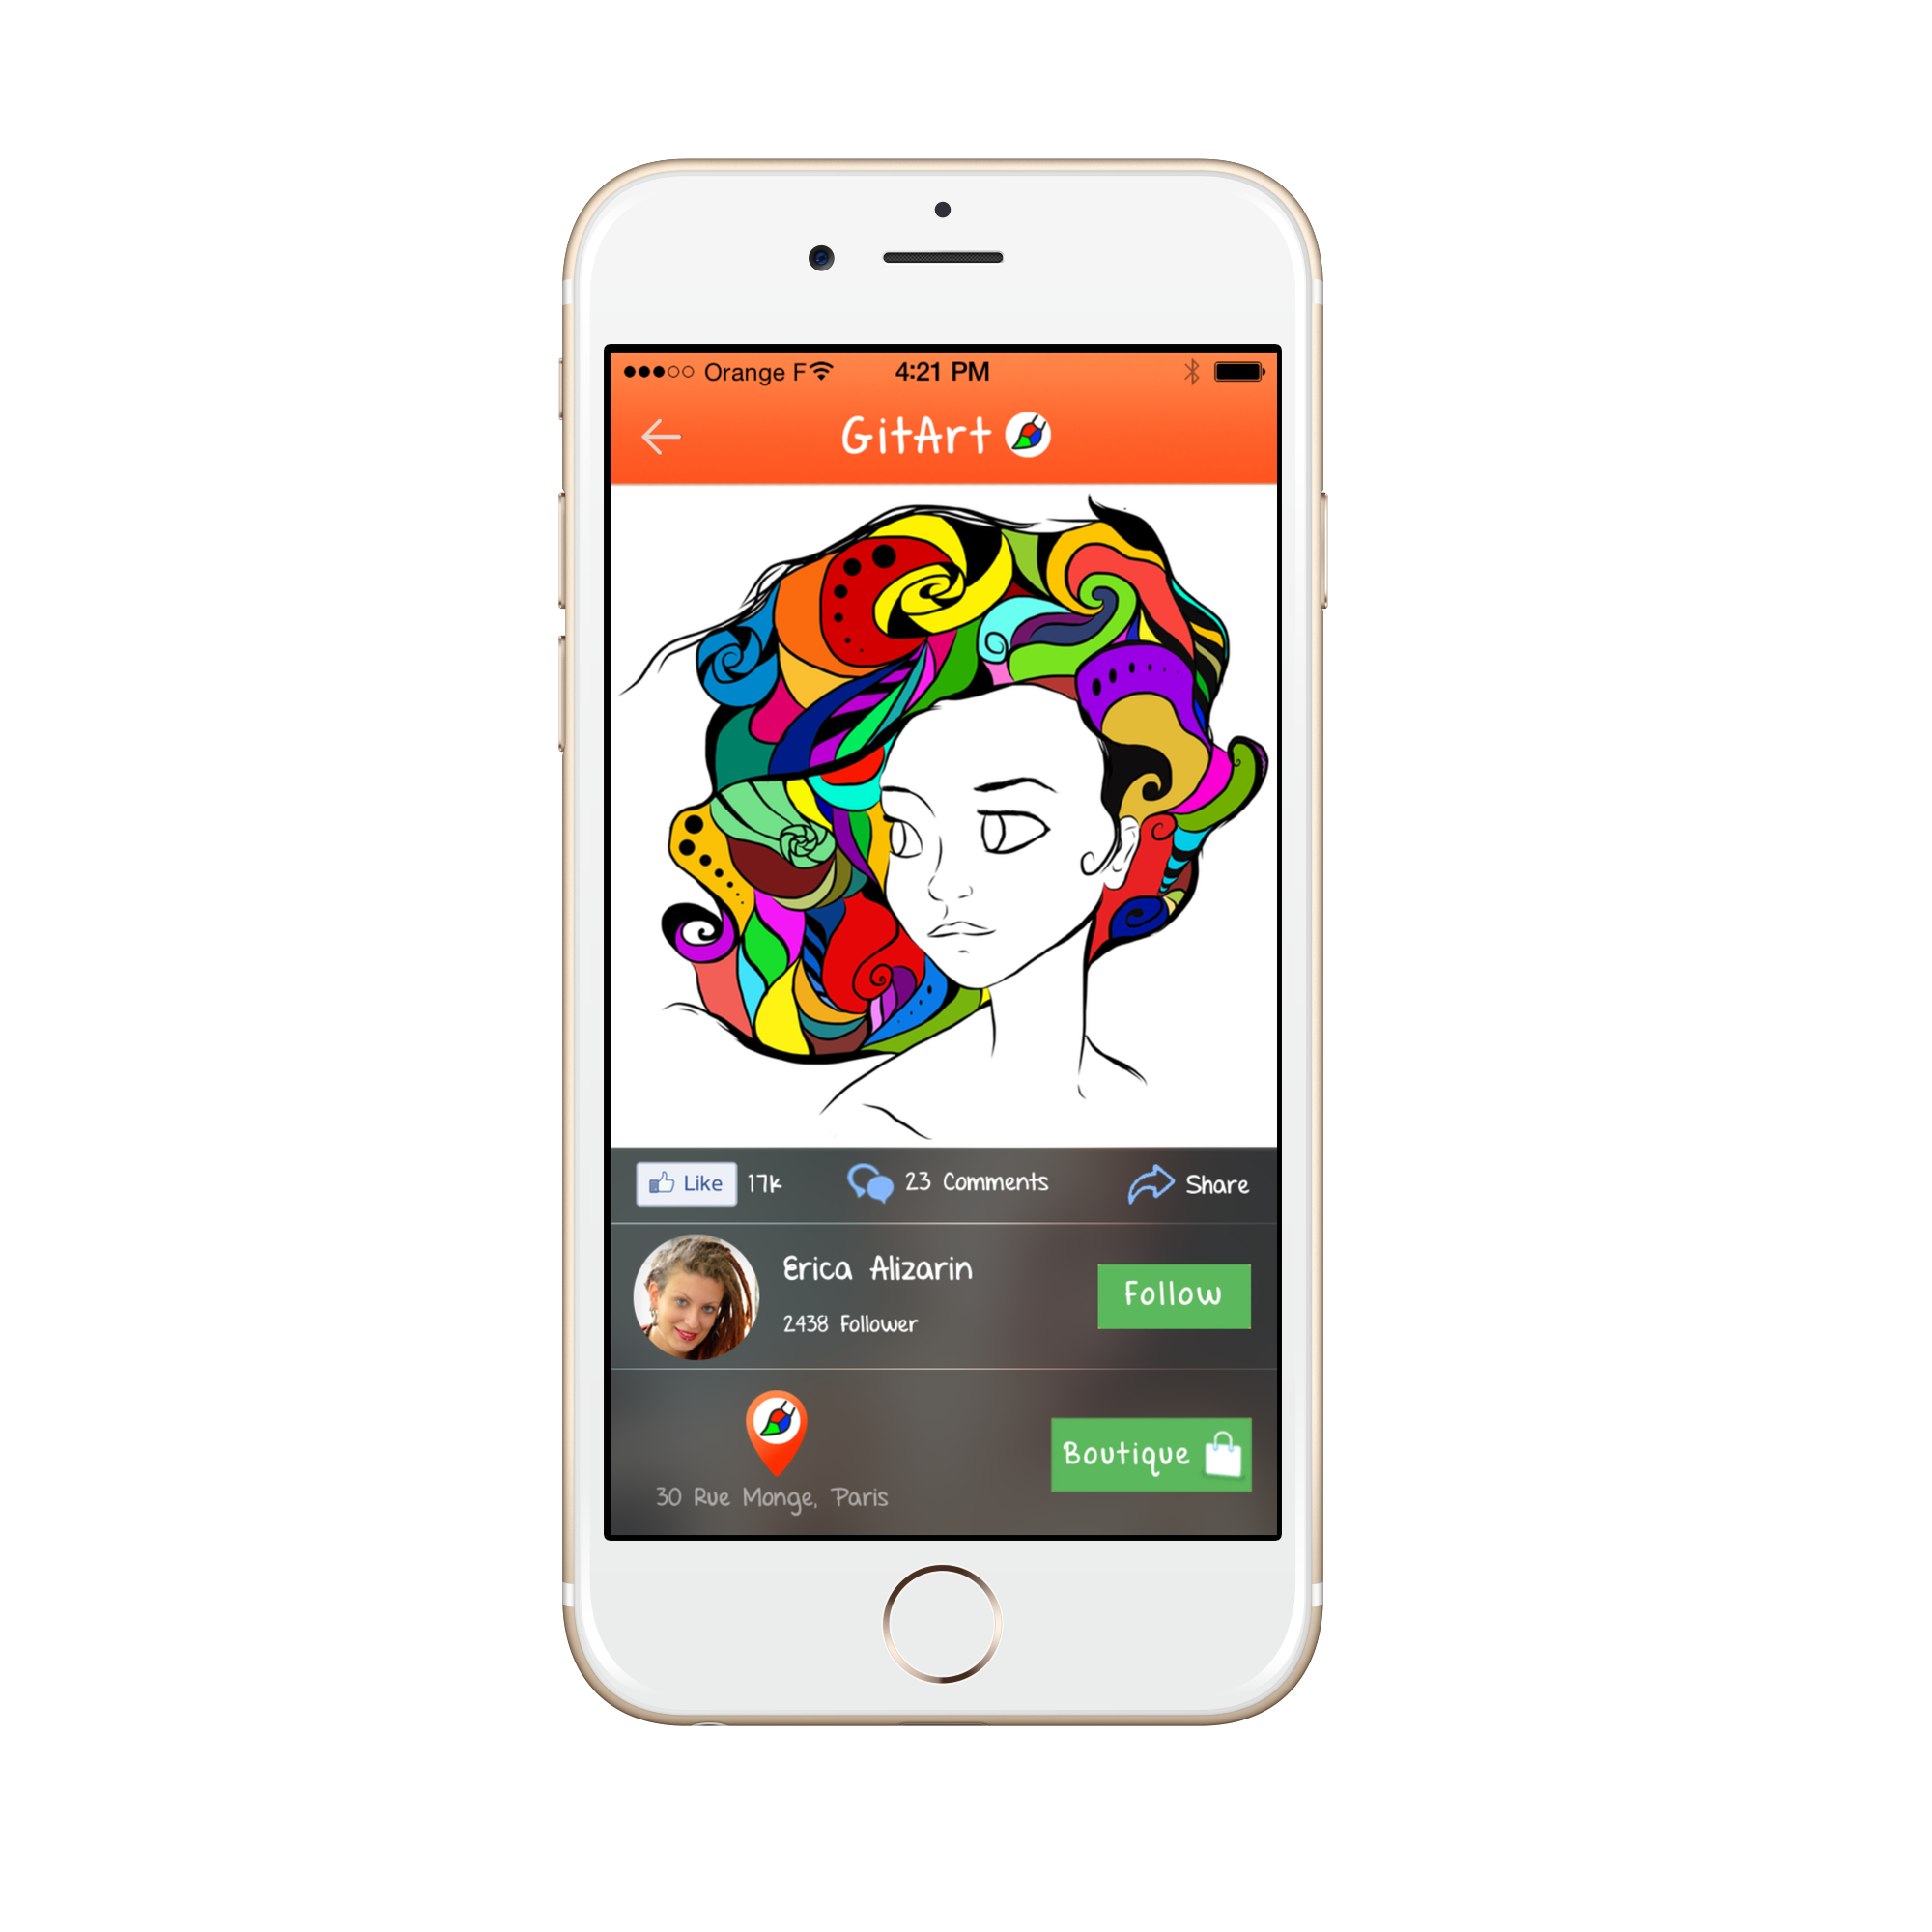 Orange F 4:21 PM
GitArt
Like 17k 23 Comments Share
Erica Alizarin
2438 Follower
Follow
Boutique
30 Rue Monge, Paris